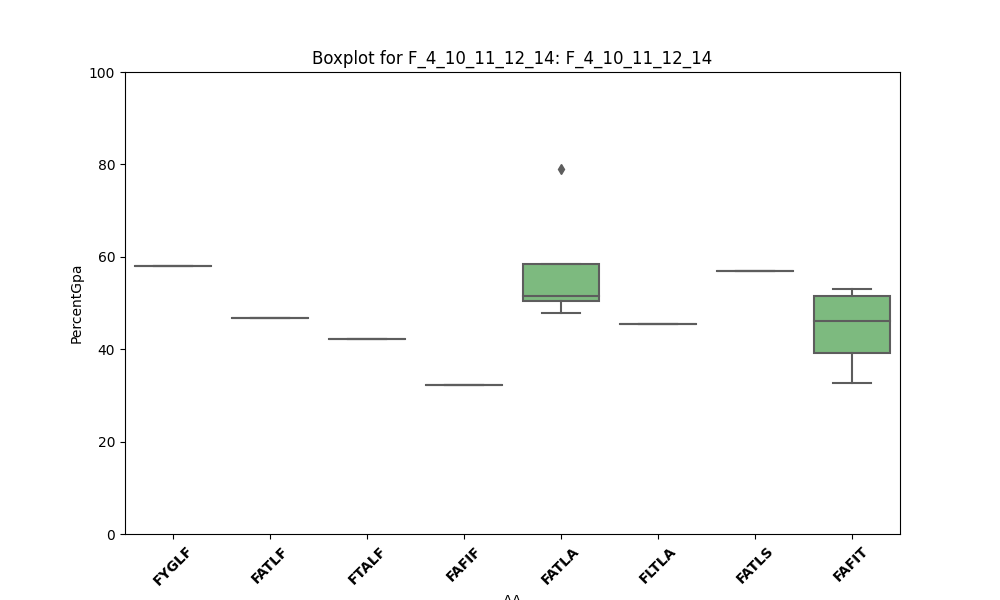 Boxplot for F_4_10_11_12_14: F_4_10_11_12_14
100
80
60
40
20
0
PercentGpa
FYGLF
FATLF
FTALF
FAFIF
FATLA
FLTLA
FATLS
FAFIT
AA